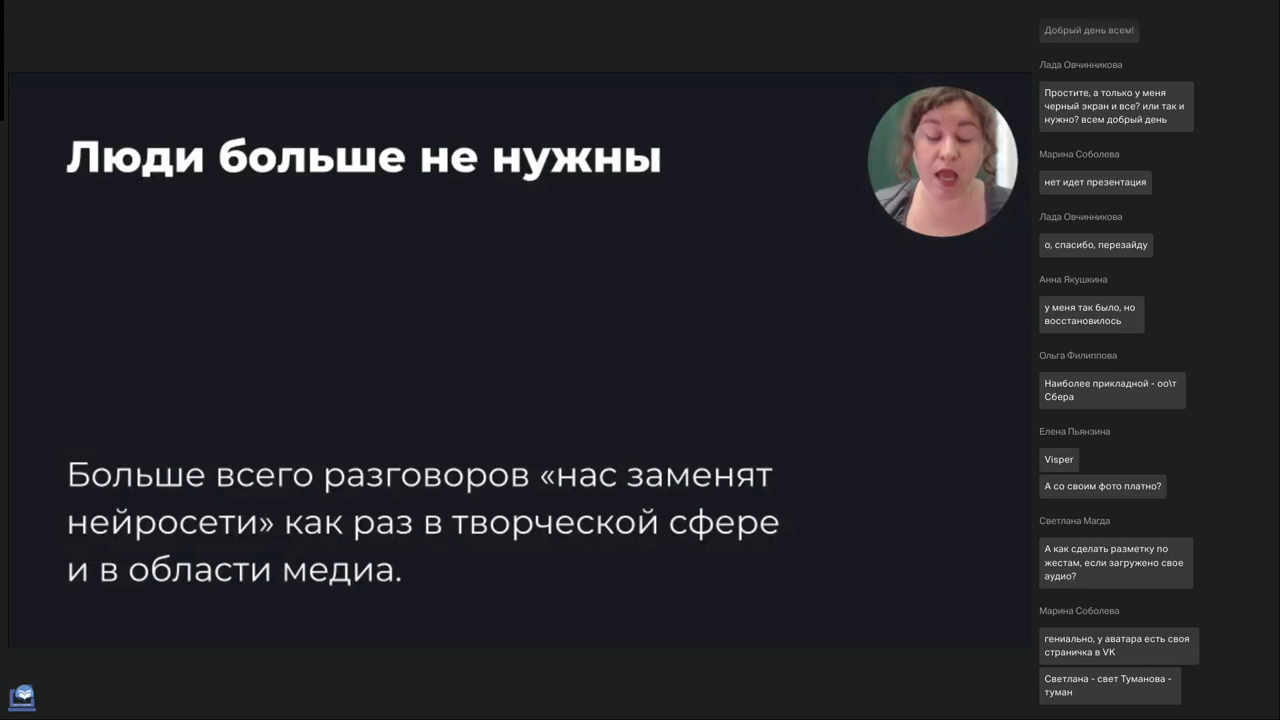 Люди больше не нужны
Больше всего разговоров «нас заменят
нейросети» как раз в творческой сфере
и в области медиа.
Добрый день всем!
Лада Овчинникова
Простите, а только у меня
черный экран и все? или так и
нужно? всем добрый день
Марина Соболева
нет идет презентация
Лада Овчинникова
о, спасибо, перезайду
Анна Якушкина
у меня так было, но
восстановилось
Ольга Филиппова
Наиболее прикладной - оо\т
Сбера
Елена Пьянзина
Visper
А со своим фото платно?
Светлана Магда
А как сделать разметку по
жестам, если загружено свое
аудио?
Марина Соболева
гениально, у аватара есть своя
страничка в VK
Светлана - свет Туманова -
туман